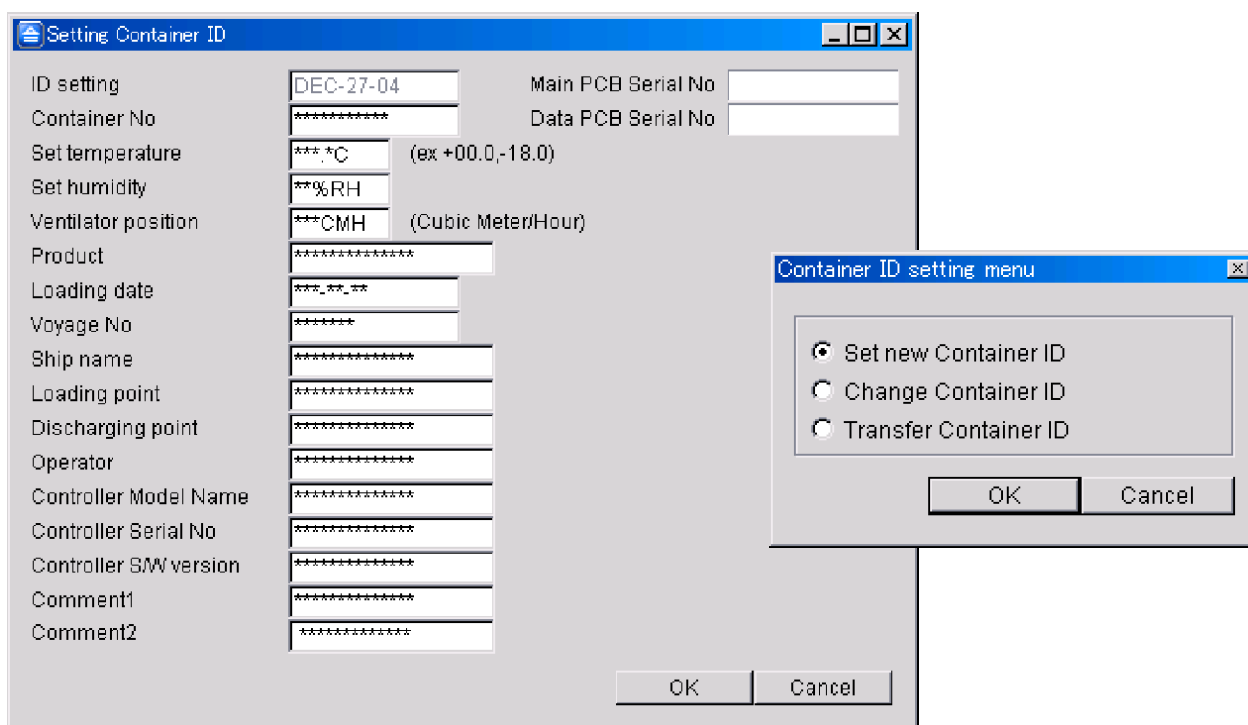 Setting Container ID
ID setting DEC-27-04 Main PCB Serial No
Container No *********** Data PCB Serial No
Set temperature ***.*C (ex +00.0,-18.0)
Set humidity **%RH
Ventilator position ***CMH (Cubic Meter/Hour)
Product **************
Loading date ***-**-**
Voyage No *******
Ship name **************
Loading point **************
Discharging point **************
Operator **************
Controller Model Name **************
Controller Serial No **************
Controller S/W version **************
Comment1 **************
Comment2 *************
OK Cancel
Container ID setting menu
Set new Container ID
Change Container ID
Transfer Container ID
OK Cancel